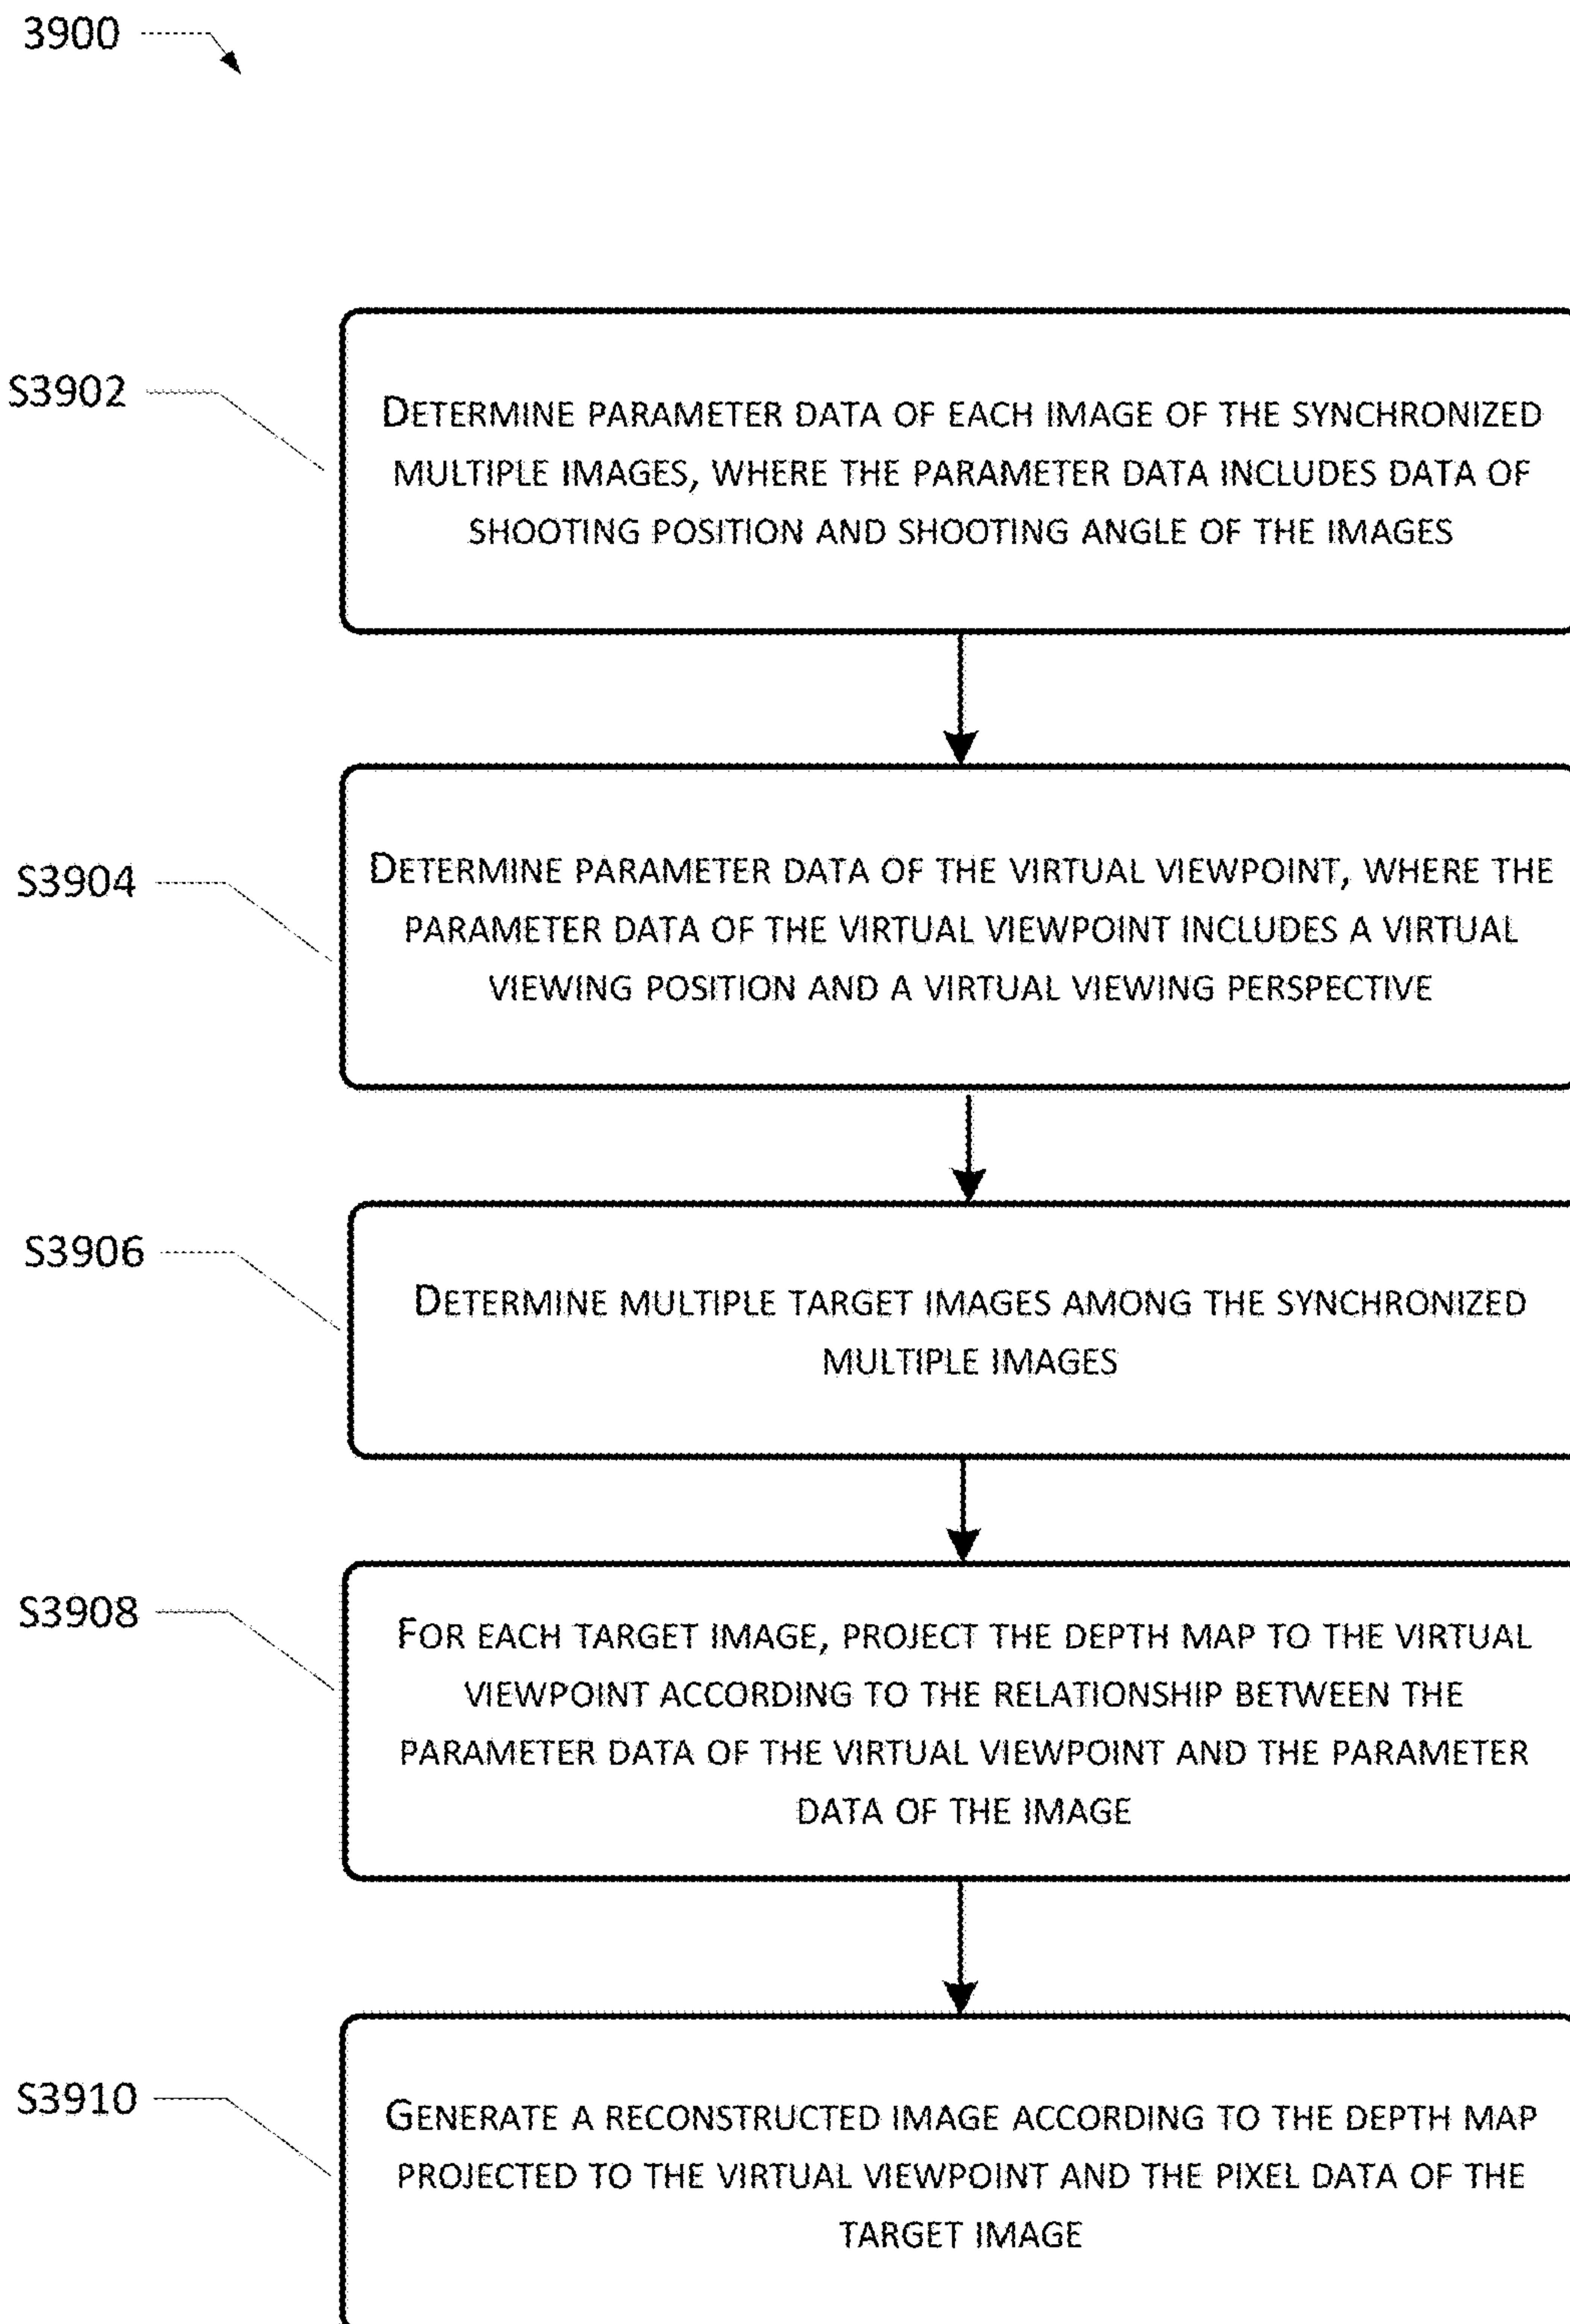 3900
S3902
DETERMINE PARAMETER DATA OF EACH IMAGE OF THE SYNCHRONIZED
MULTIPLE IMAGES, WHERE THE PARAMETER DATA INCLUDES DATA OF
SHOOTING POSITION AND SHOOTING ANGLE OF THE IMAGES
S3904
DETERMINE PARAMETER DATA OF THE VIRTUAL VIEWPOINT, WHERE THE
PARAMETER DATA OF THE VIRTUAL VIEWPOINT INCLUDES A VIRTUAL
VIEWING POSITION AND A VIRTUAL VIEWING PERSPECTIVE
S3906
DETERMINE MULTIPLE TARGET IMAGES AMONG THE SYNCHRONIZED
MULTIPLE IMAGES
S3908
FOR EACH TARGET IMAGE, PROJECT THE DEPTH MAP TO THE VIRTUAL
VIEWPOINT ACCORDING TO THE RELATIONSHIP BETWEEN THE
PARAMETER DATA OF THE VIRTUAL VIEWPOINT AND THE PARAMETER
DATA OF THE IMAGE
S3910
GENERATE A RECONSTRUCTED IMAGE ACCORDING TO THE DEPTH MAP
PROJECTED TO THE VIRTUAL VIEWPOINT AND THE PIXEL DATA OF THE
TARGET IMAGE